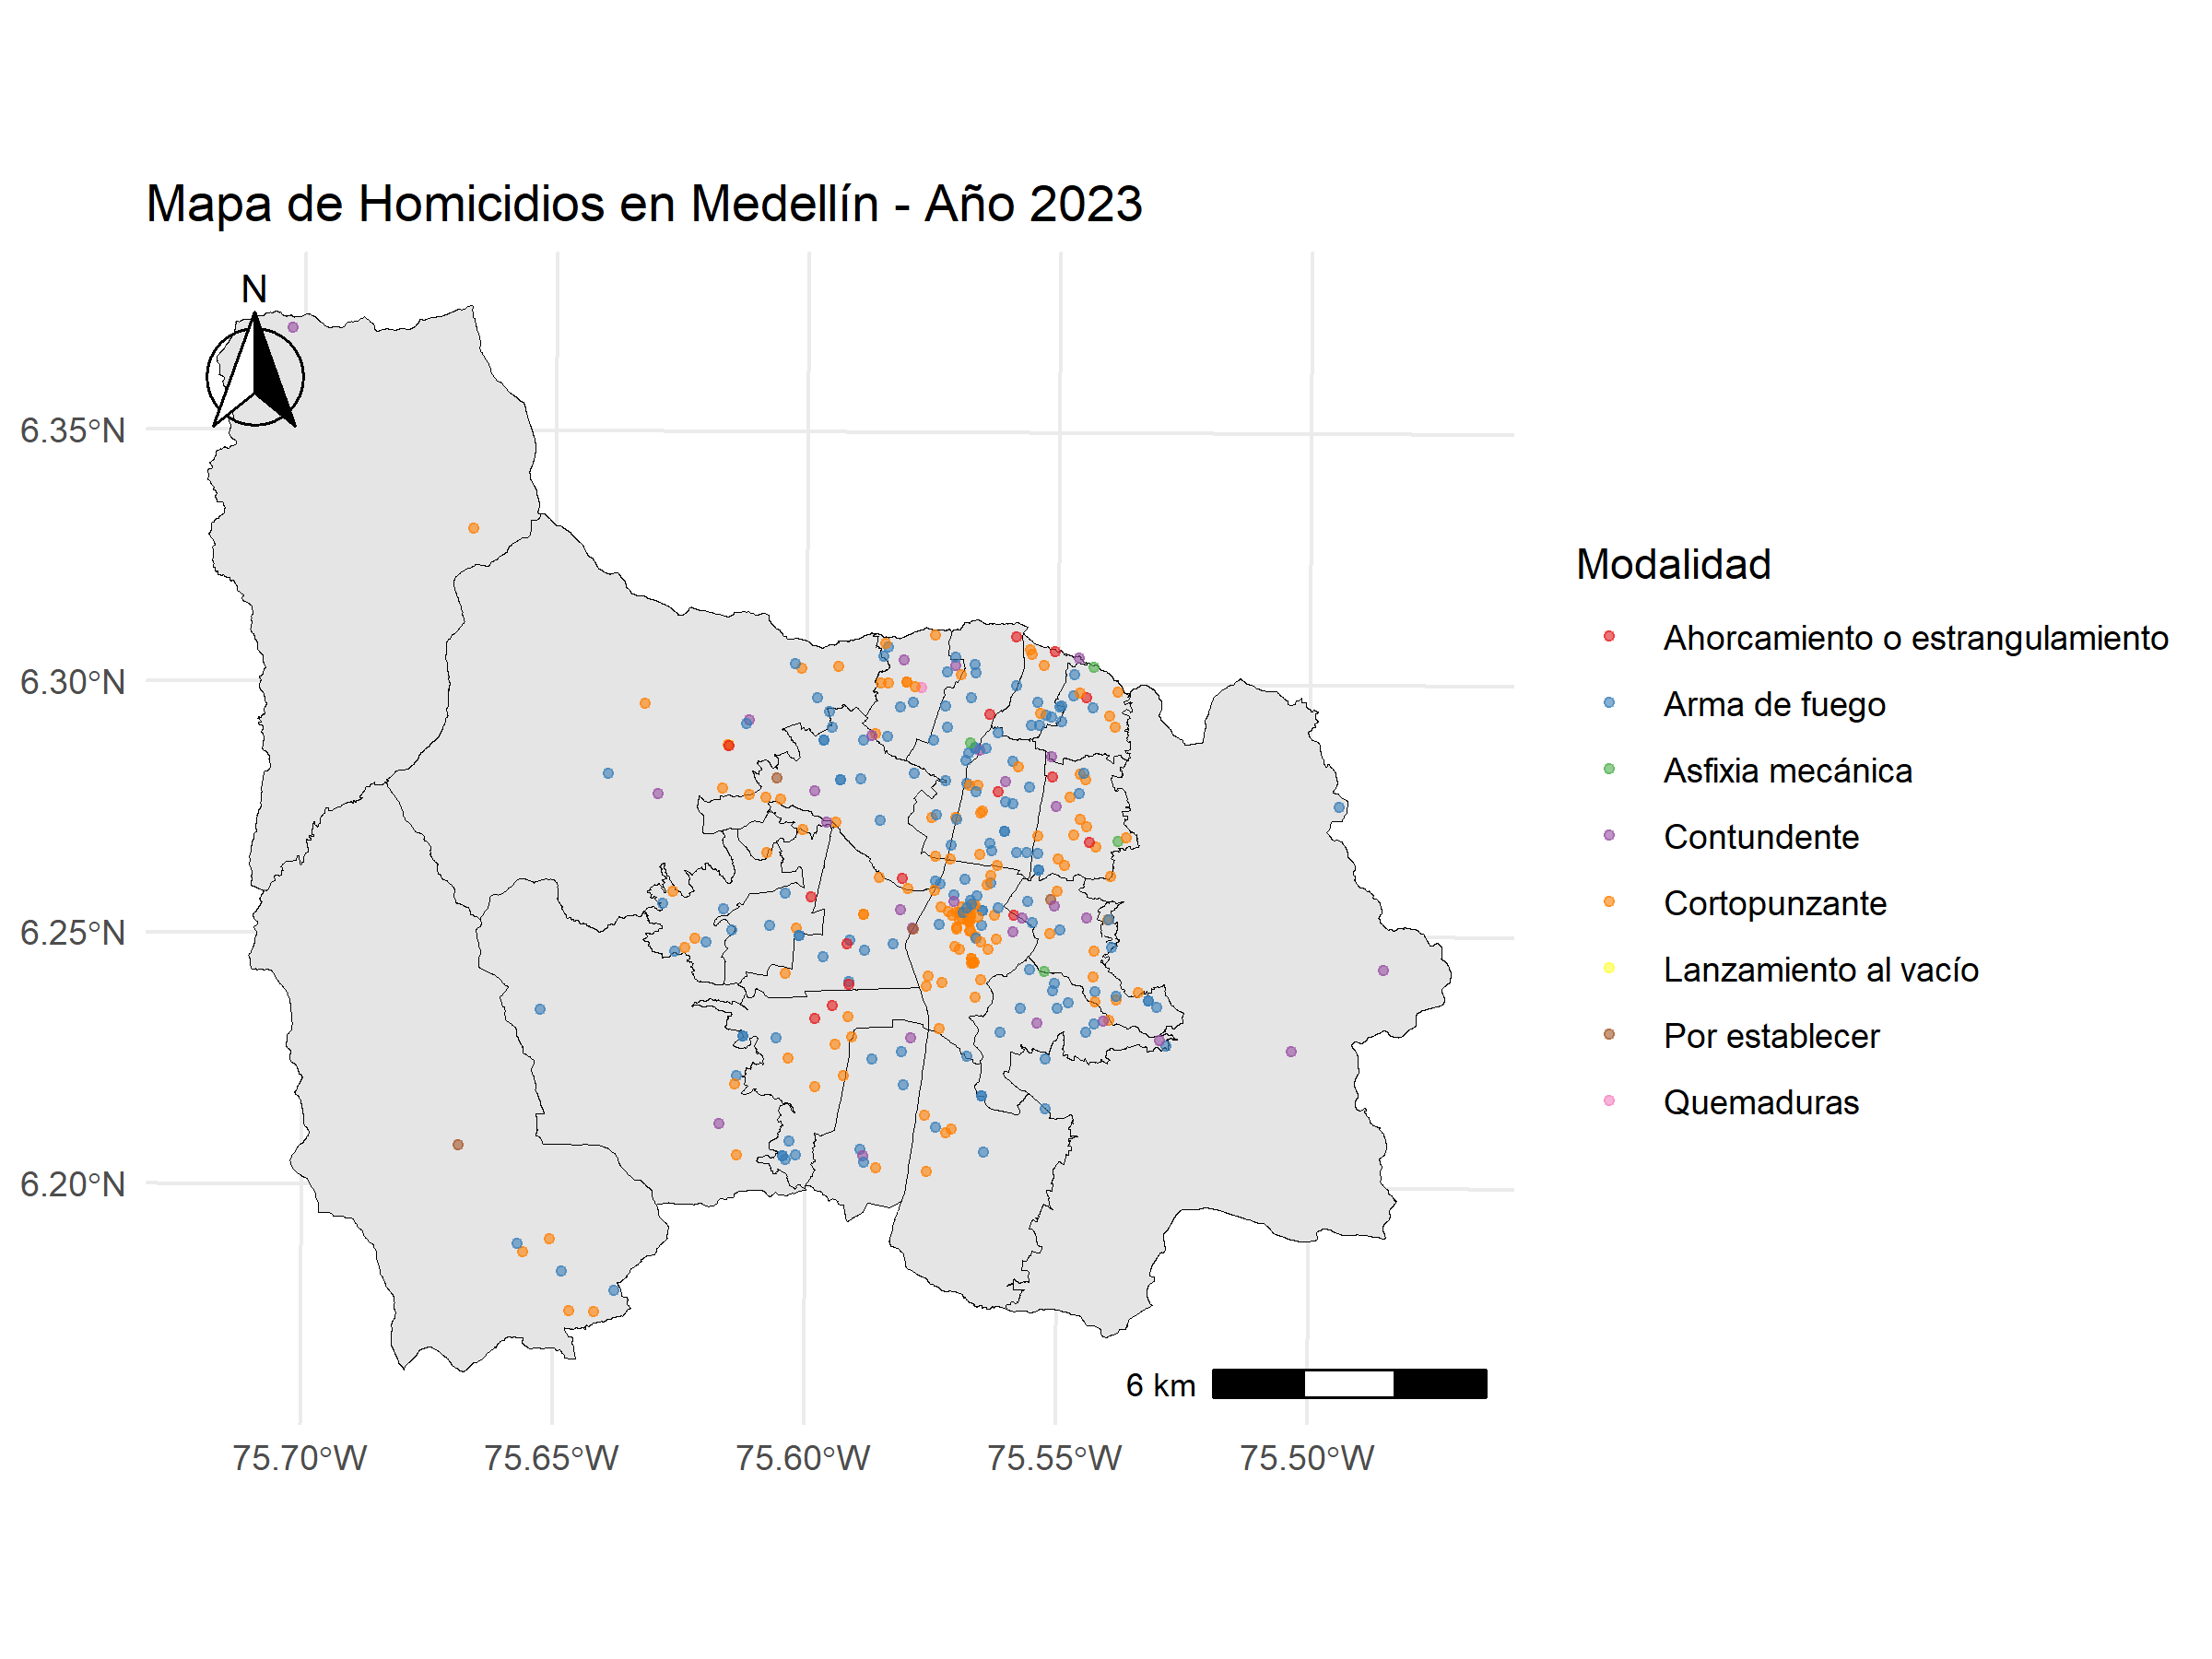 Mapa de Homicidios en Medellín - Año 2023
N
6.35°N
6.30°N
6.25°N
6.20°N
75.70°W
75.65°W
75.60°W
75.55°W
75.50°W
6 km
Modalidad
Ahorcamiento o estrangulamiento
Arma de fuego
Asfixia mecánica
Contundente
Cortopunzante
Lanzamiento al vacío
Por establecer
Quemaduras